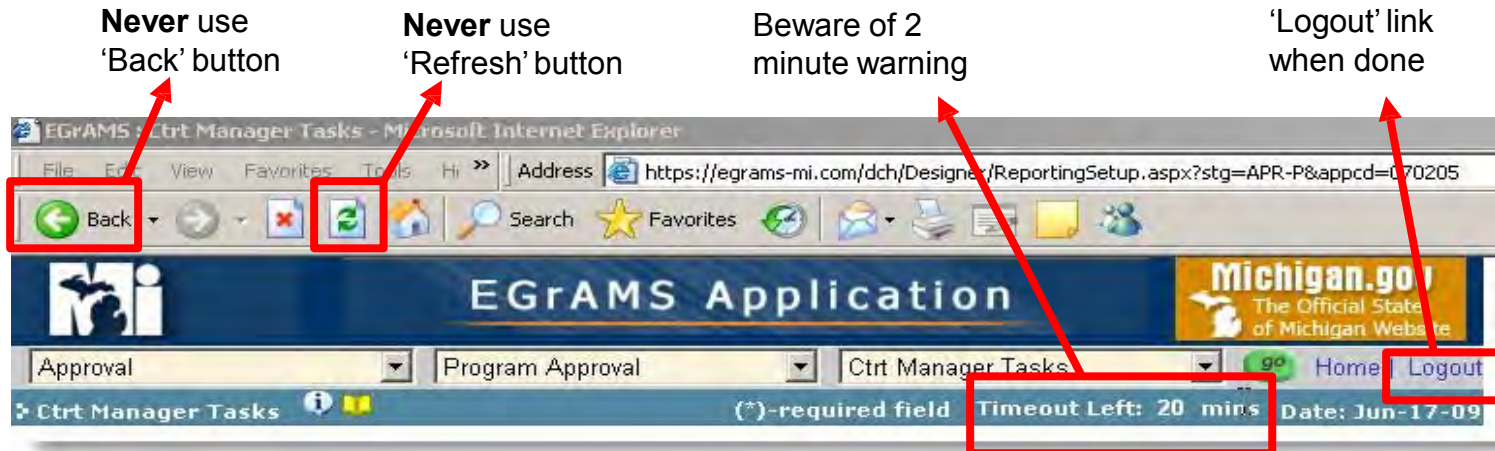 Never use
'Back' button
Never use
'Refresh' button
Beware of 2
minute warning
'Logout' link
when done
EGrAMS : Ctrt Manager Tasks - Microsoft Internet Explorer
File Edit View Favorites Tools Hi » Address https://egrams-mi.com/dch/Designer/ReportingSetup.aspx?stg=APR-P&appcd=070205
Back Search Favorites
EGrAMS Application
Michigan.gov
The Official State
of Michigan Website
Approval Program Approval Ctrt Manager Tasks go Home | Logout
Ctrt Manager Tasks (*)-required field Timeout Left: 20 mins Date: Jun-17-09